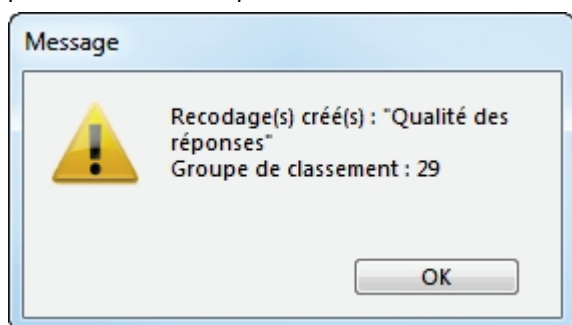 Message
Recodage(s) créé(s) : "Qualité des
réponses"
Groupe de classement : 29
OK